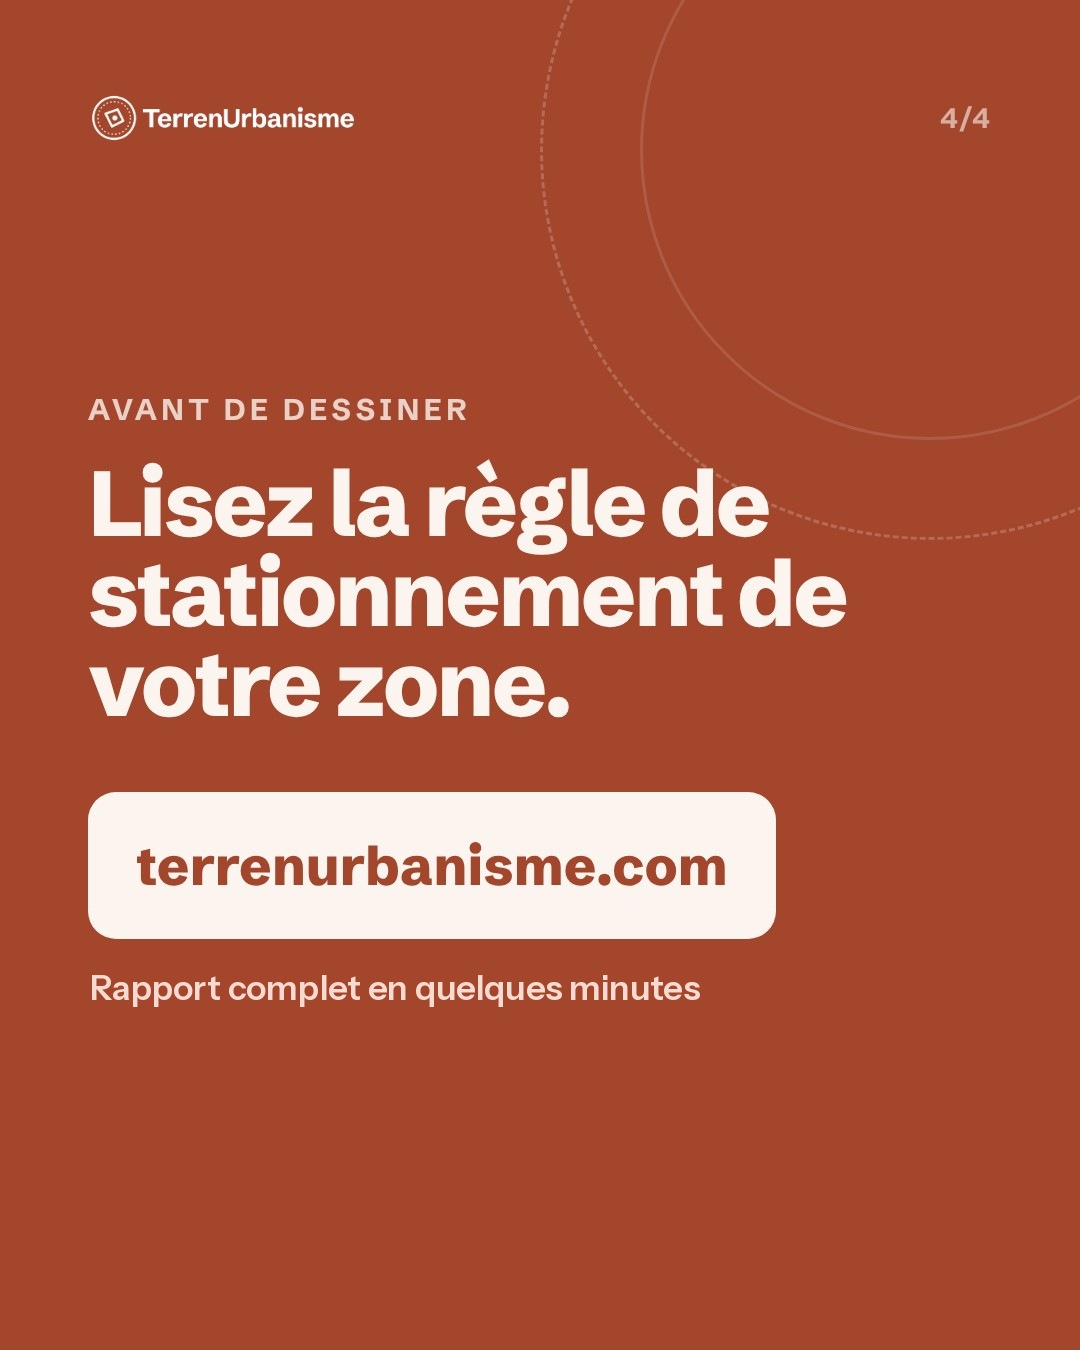 TerrenUrbanisme
4/4
AVANT DE DESSINER
Lisez la règle de
stationnement de
votre zone.
terrenurbanisme.com
Rapport complet en quelques minutes